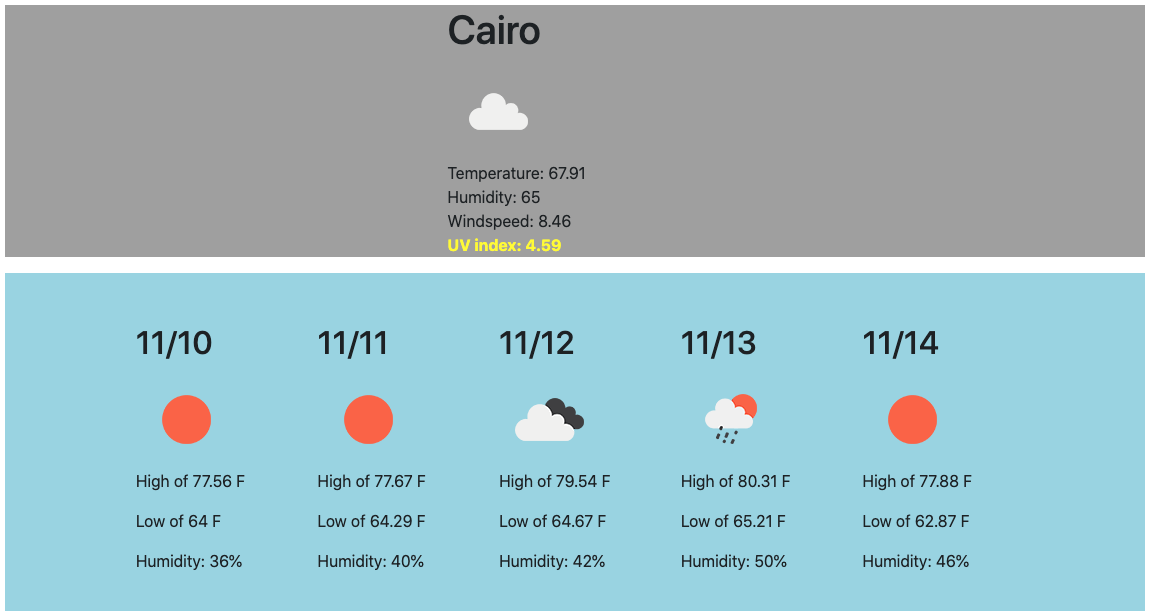 Cairo
Temperature: 67.91
Humidity: 65
Windspeed: 8.46
UV index: 4.59
11/10
High of 77.56 F
Low of 64 F
Humidity: 36%
11/11
High of 77.67 F
Low of 64.29 F
Humidity: 40%
11/12
High of 79.54 F
Low of 64.67 F
Humidity: 42%
11/13
High of 80.31 F
Low of 65.21 F
Humidity: 50%
11/14
High of 77.88 F
Low of 62.87 F
Humidity: 46%